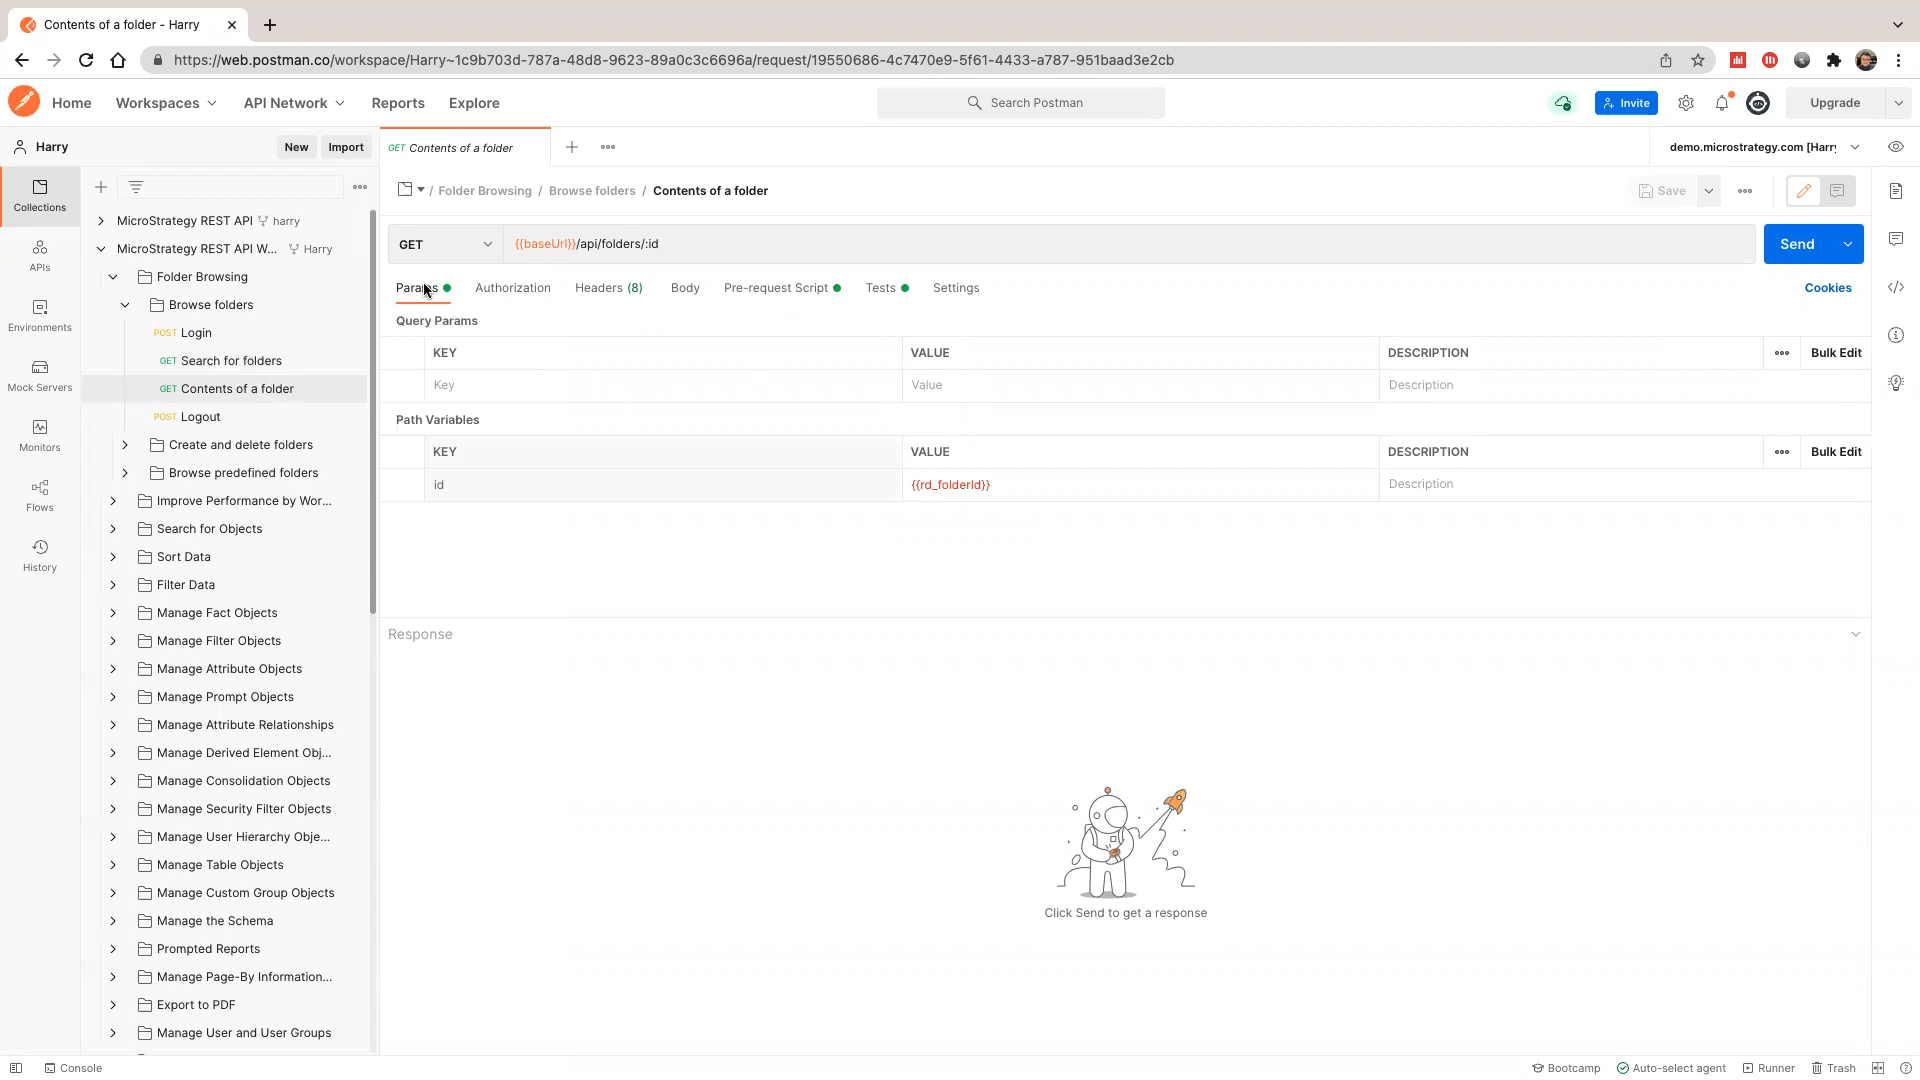 Contents of a folder - Harry
https://web.postman.co/workspace/Harry~1c9b703d-787a-48d8-9623-89a0c3c6696a/request/19550686-4c7470e9-5f61-4433-a787-951baad3e2cb
Home Workspaces API Network Reports Explore Search Postman Invite Upgrade
Harry New Import
GET Contents of a folder
demo.microstrategy.com [Harr
Collections
APIs
Environments
Mock Servers
Monitors
Flows
History
MicroStrategy REST API harry
MicroStrategy REST API W... Harry
Folder Browsing
Browse folders
POST Login
GET Search for folders
GET Contents of a folder
POST Logout
Create and delete folders
Browse predefined folders
Improve Performance by Wor...
Search for Objects
Sort Data
Filter Data
Manage Fact Objects
Manage Filter Objects
Manage Attribute Objects
Manage Prompt Objects
Manage Attribute Relationships
Manage Derived Element Obj...
Manage Consolidation Objects
Manage Security Filter Objects
Manage User Hierarchy Obje...
Manage Table Objects
Manage Custom Group Objects
Manage the Schema
Prompted Reports
Manage Page-By Information...
Export to PDF
Manage User and User Groups
/ Folder Browsing / Browse folders / Contents of a folder
Save
GET {{baseUrl}}/api/folders/:id Send
Params Authorization Headers (8) Body Pre-request Script Tests Settings Cookies
Query Params
KEY VALUE DESCRIPTION Bulk Edit
Key Value Description
Path Variables
KEY VALUE DESCRIPTION Bulk Edit
id {{rd_folderId}} Description
Response
Click Send to get a response
Console Bootcamp Auto-select agent Runner Trash